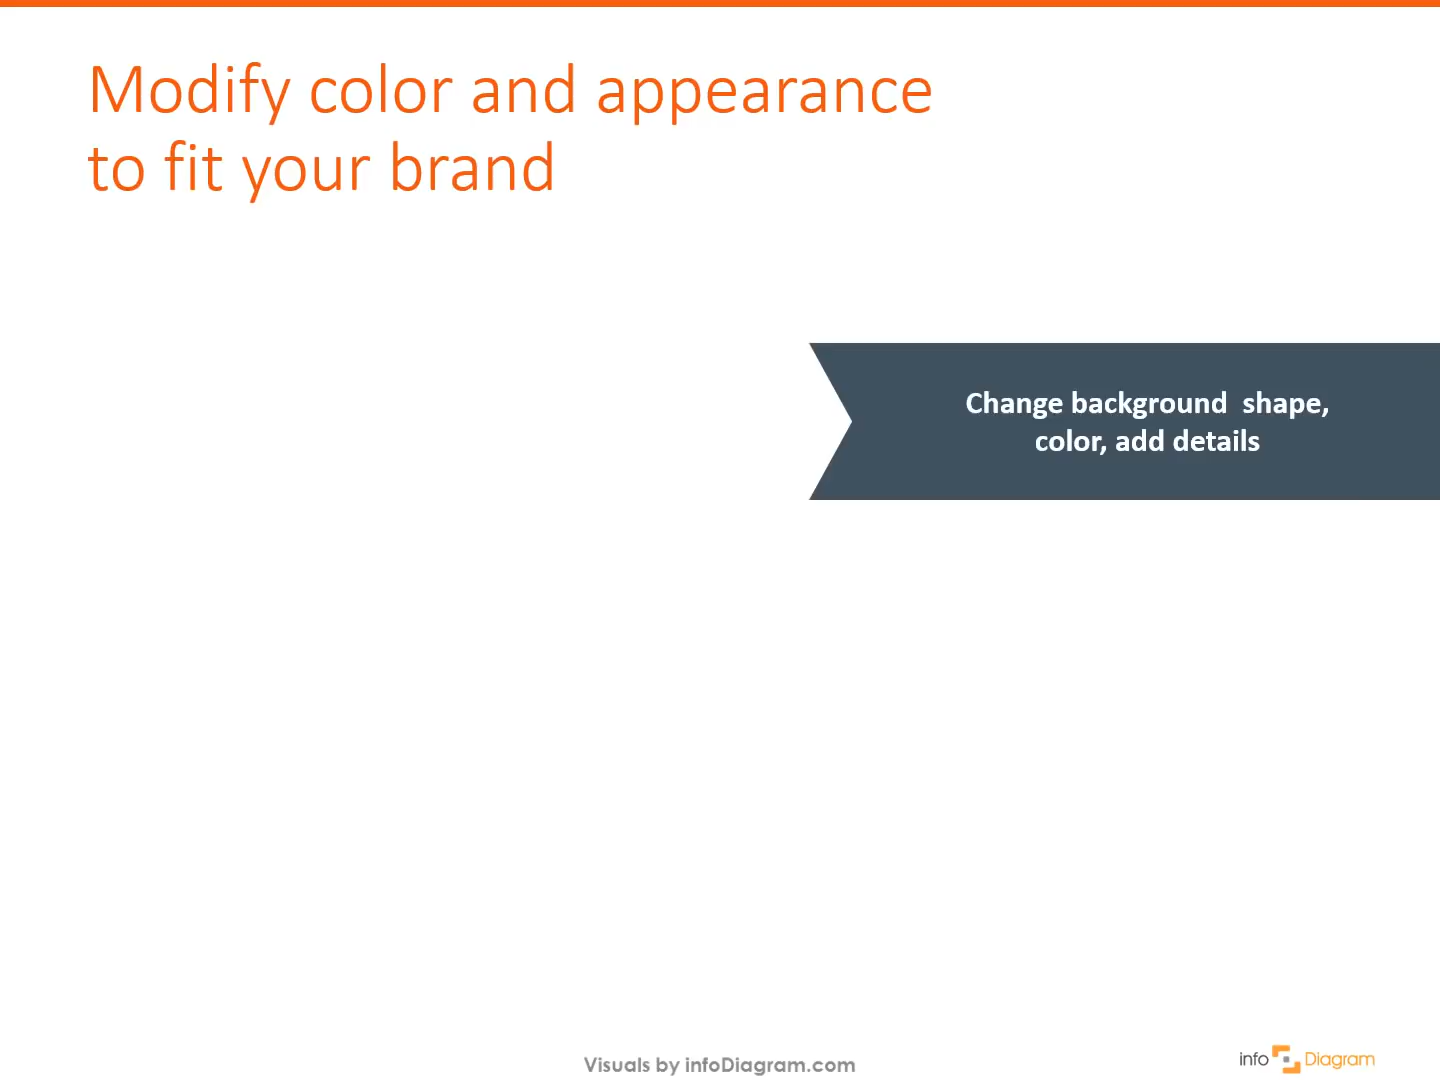 Modify color and appearance
to fit your brand
Change background  shape,
color, add details
Visuals by infoDiagram.com
info Diagram